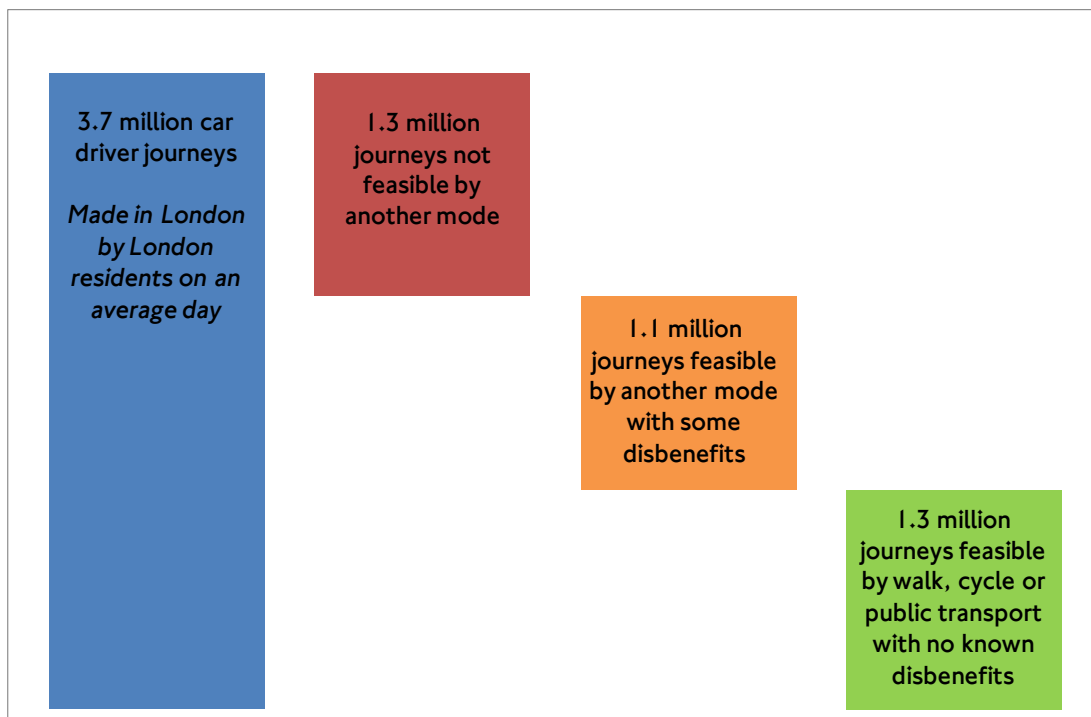 3.7 million car
driver journeys
Made in London
by London
residents on an
average day
1.3 million
journeys not
feasible by
another mode
1.1 million
journeys feasible
by another mode
with some
disbenefits
1.3 million
journeys feasible
by walk, cycle or
public transport
with no known
disbenefits